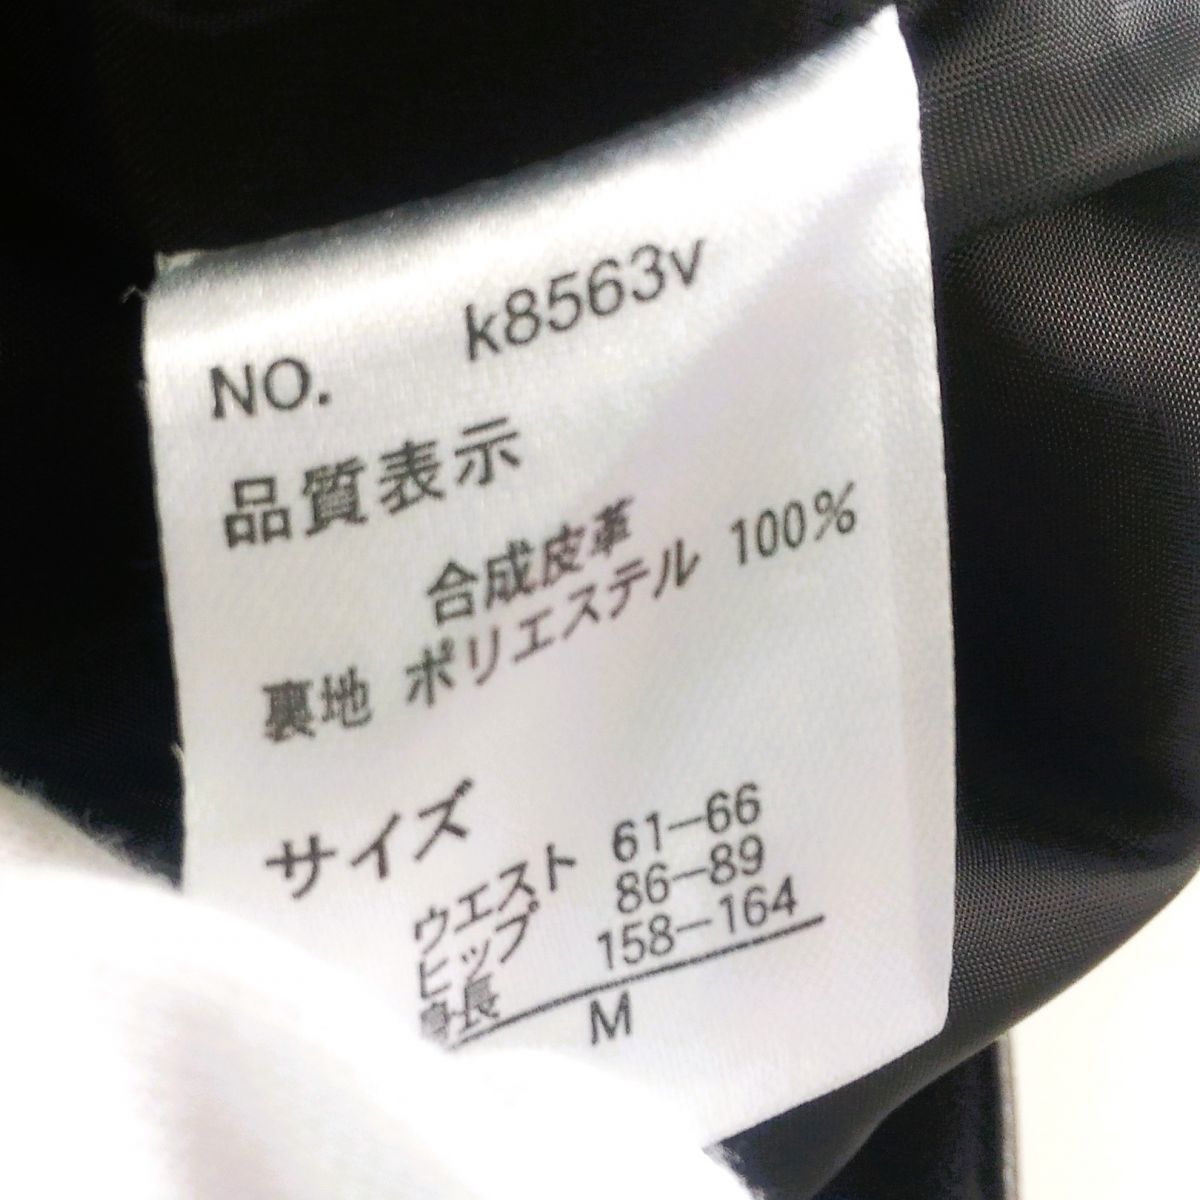 NO. k8563v
品質表示
合成皮革
裏地 ポリエステル 100%
サイズ
ウエスト 61-66
ヒップ 86-89
身長 158-164
M